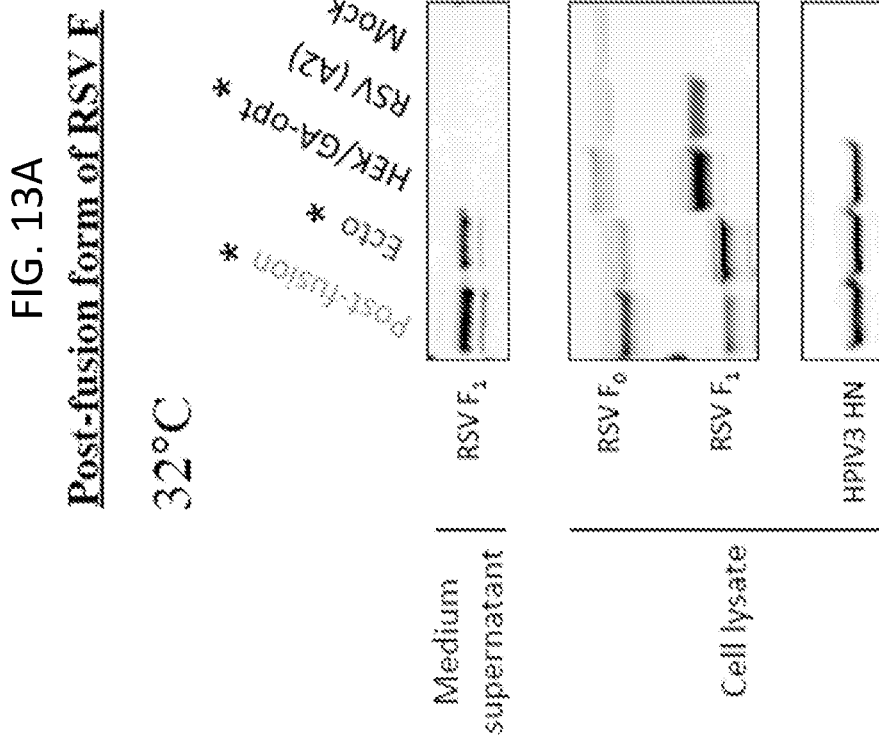 FIG. 13A
Post-fusion form of RSV F
32°C
Post-fusion *
Ecto *
HEK/GA-opt *
RSV (A2)
Mock
Medium
supernatant
RSV F₁
Cell lysate
RSV F₀
RSV F₁
HPIV3 HN